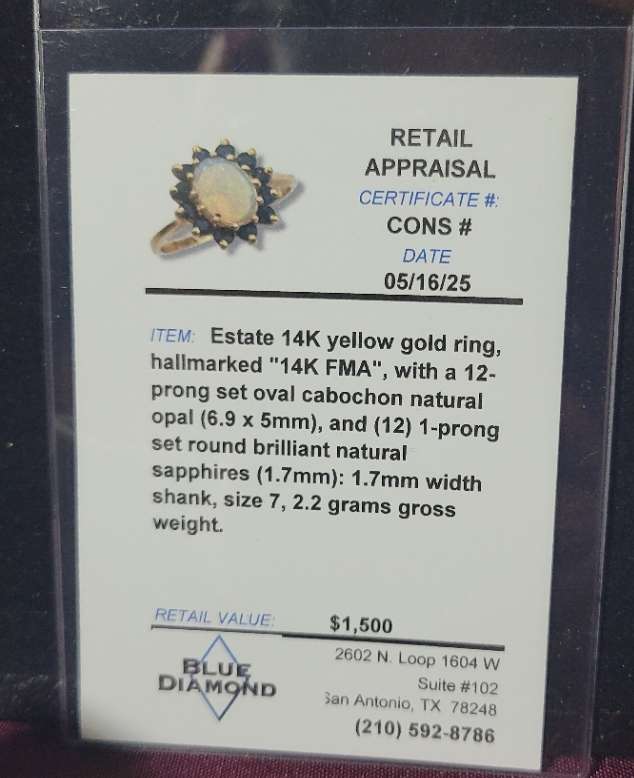 RETAIL
APPRAISAL
CERTIFICATE #:
CONS #
DATE
05/16/25
ITEM: Estate 14K yellow gold ring,
hallmarked "14K FMA", with a 12-
prong set oval cabochon natural
opal (6.9 x 5mm), and (12) 1-prong
set round brilliant natural
sapphires (1.7mm): 1.7mm width
shank, size 7, 2.2 grams gross
weight.
RETAIL VALUE: $1,500
BLUE
DIAMOND
2602 N. Loop 1604 W
Suite #102
San Antonio, TX 78248
(210) 592-8786